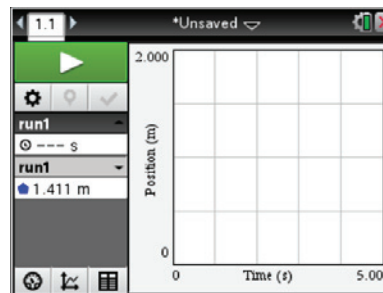 1.1
*Unsaved
run1
--- s
run1
1.411 m
2.000
Position (m)
0
0
Time (s)
5.00